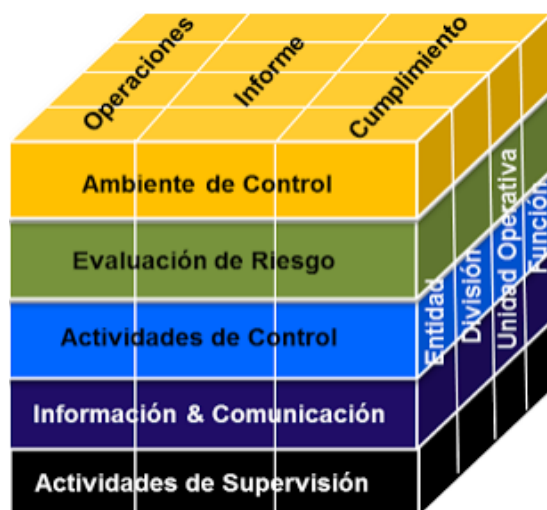 Operaciones
Informe
Cumplimiento
Ambiente de Control
Evaluación de Riesgo
Actividades de Control
Información & Comunicación
Actividades de Supervisión
Entidad
División
Unidad Operativa
Función